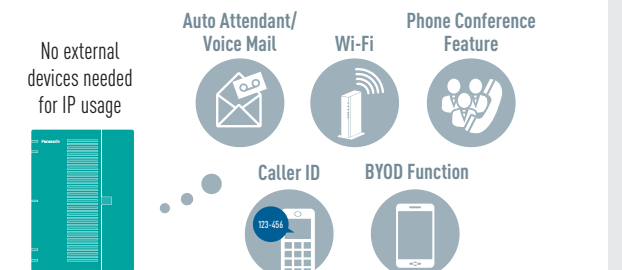 No external
devices needed
for IP usage
Panasonic
Auto Attendant/
Voice Mail
Wi-Fi
Phone Conference
Feature
Caller ID
123-456
BYOD Function